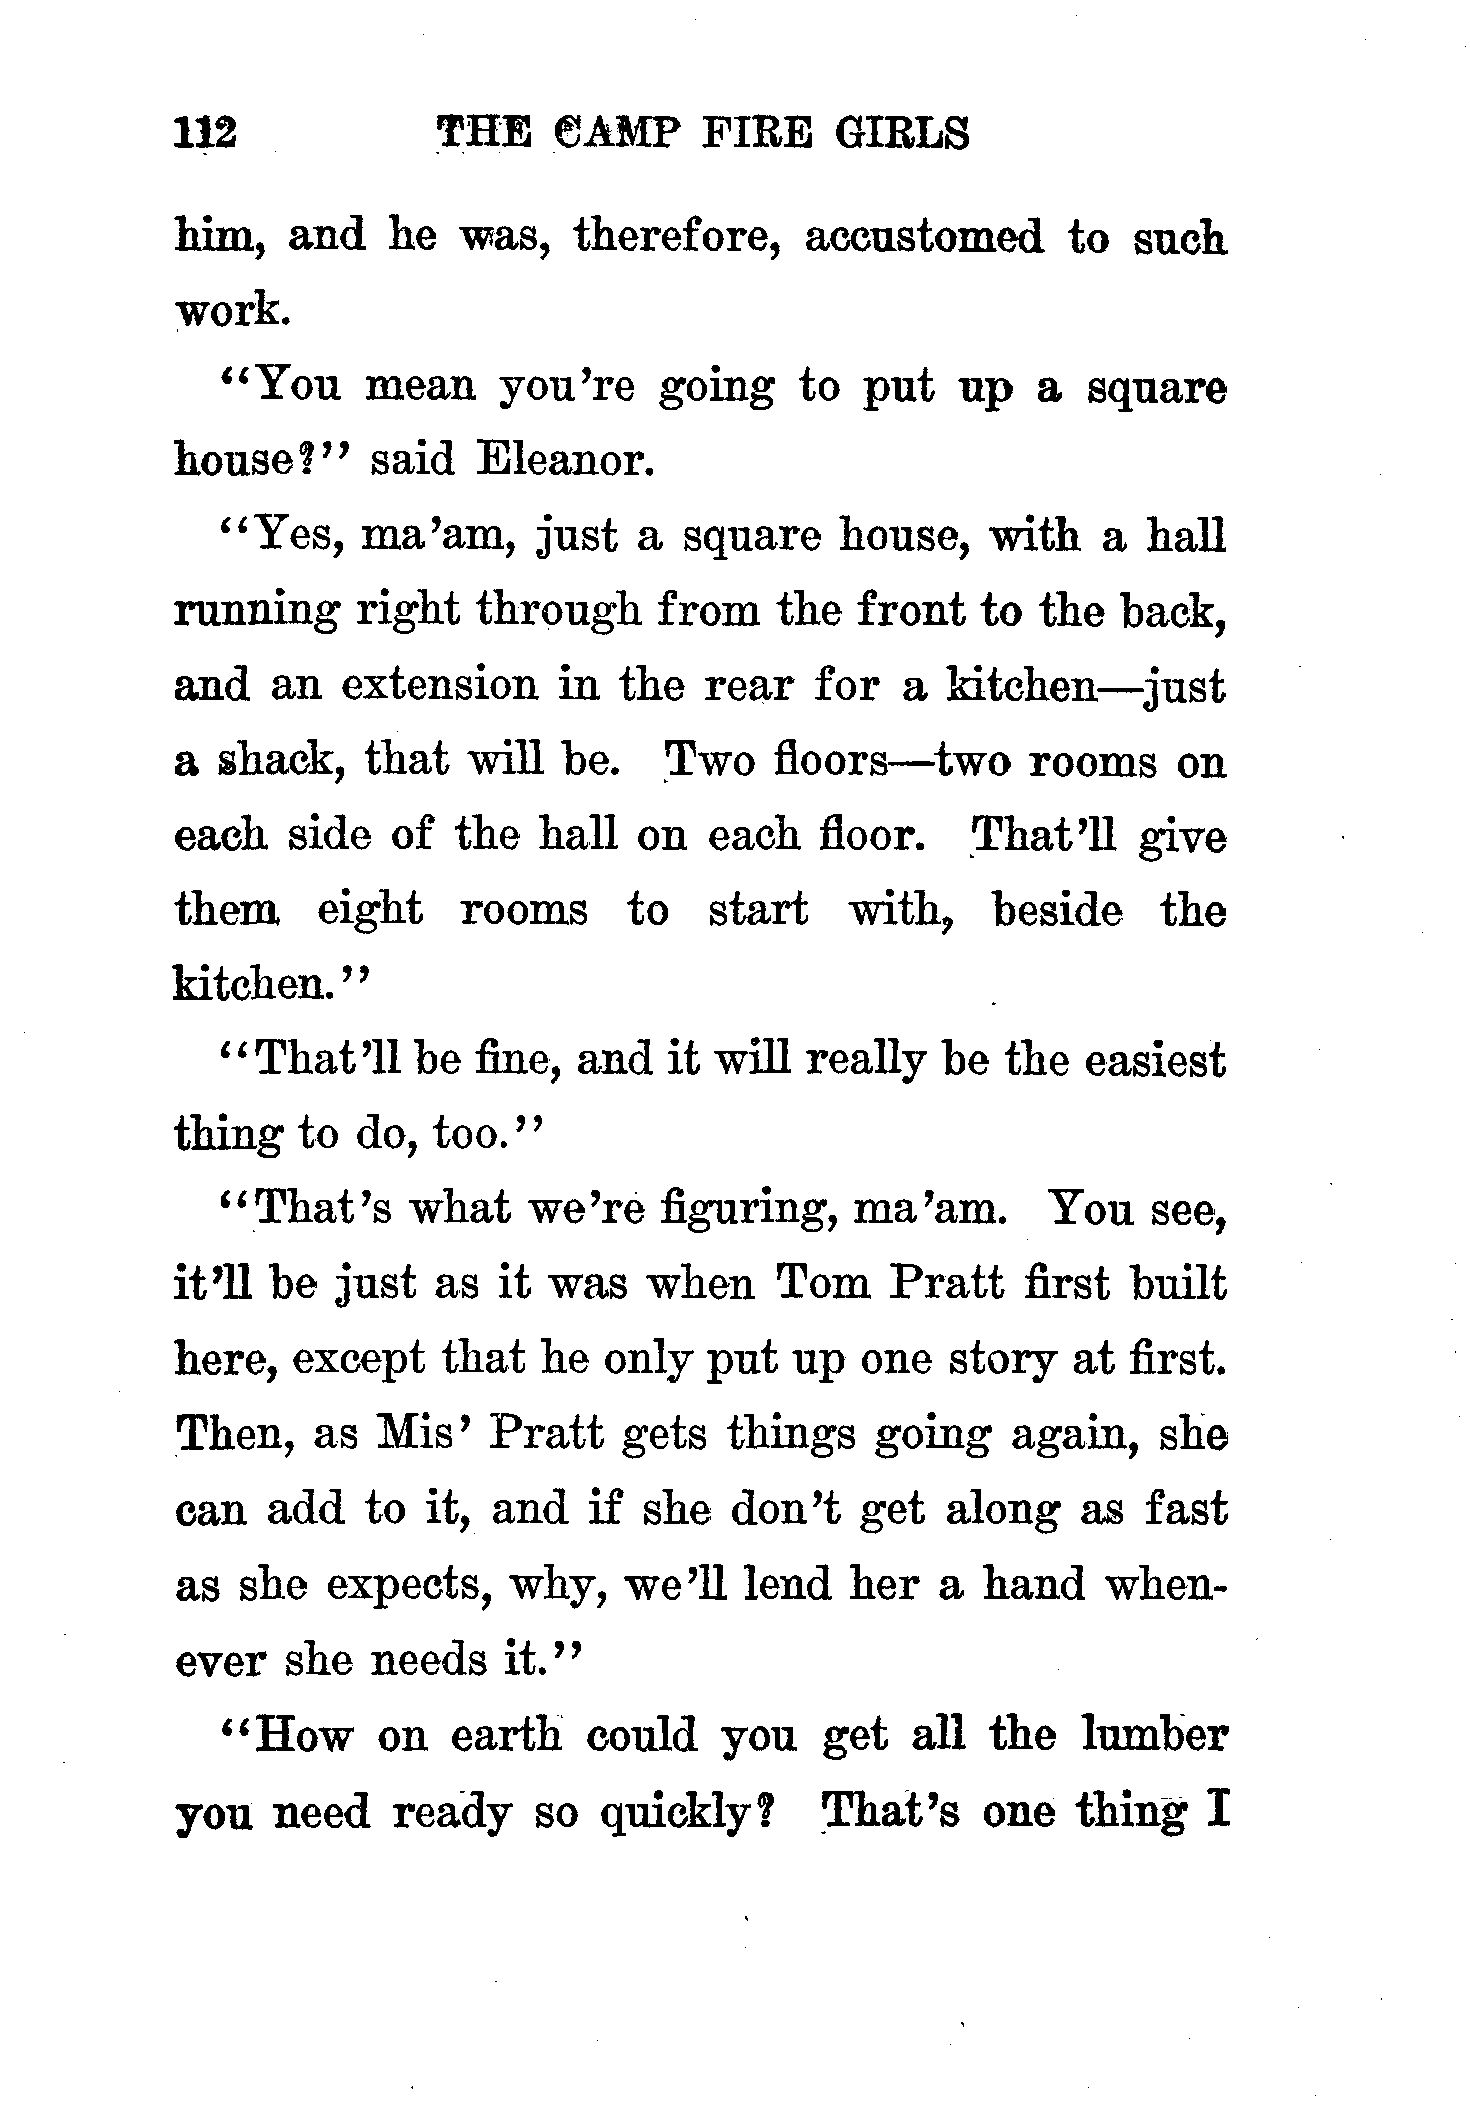 112 THE CAMP FIRE GIRLS
him, and he was, therefore, accustomed to such
work.
"You mean you're going to put up a square
house?" said Eleanor.
"Yes, ma'am, just a square house, with a hall
running right through from the front to the back,
and an extension in the rear for a kitchen—just
a shack, that will be. Two floors—two rooms on
each side of the hall on each floor. That'll give
them eight rooms to start with, beside the
kitchen."
"That'll be fine, and it will really be the easiest
thing to do, too."
"That's what we're figuring, ma'am. You see,
it'll be just as it was when Tom Pratt first built
here, except that he only put up one story at first.
Then, as Mis' Pratt gets things going again, she
can add to it, and if she don't get along as fast
as she expects, why, we'll lend her a hand when-
ever she needs it."
"How on earth could you get all the lumber
you need ready so quickly? That's one thing I